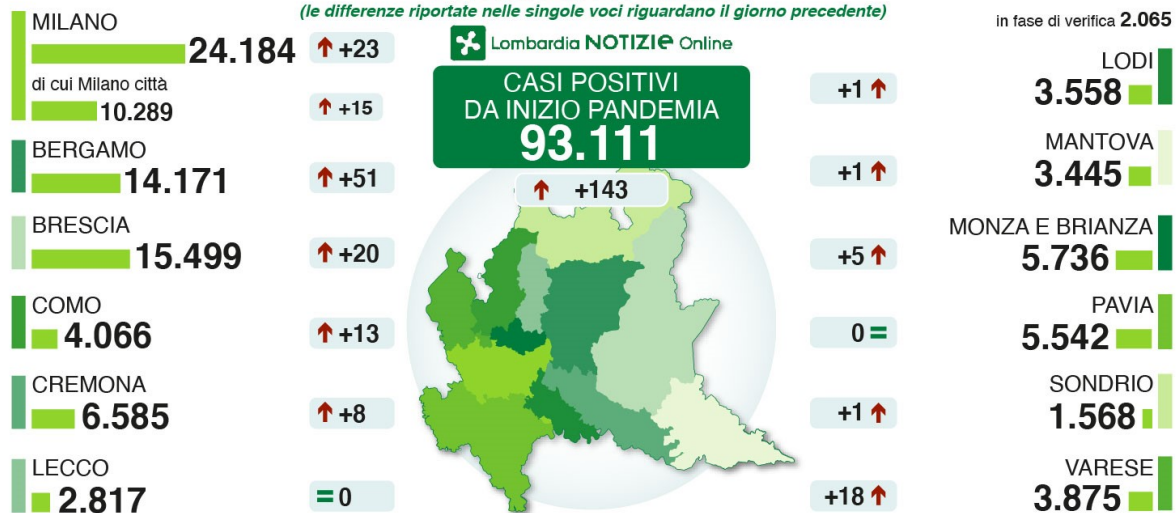 (le differenze riportate nelle singole voci riguardano il giorno precedente)
in fase di verifica 2.065
Lombardia NOTIZIE Online
CASI POSITIVI
DA INIZIO PANDEMIA
93.111
+143
MILANO
24.184
+23
di cui Milano città
10.289
+15
BERGAMO
14.171
+51
BRESCIA
15.499
+20
COMO
4.066
+13
CREMONA
6.585
+8
LECCO
2.817
= 0
LODI
+1
3.558
MANTOVA
+1
3.445
MONZA E BRIANZA
+5
5.736
PAVIA
0 =
5.542
SONDRIO
+1
1.568
VARESE
+18
3.875